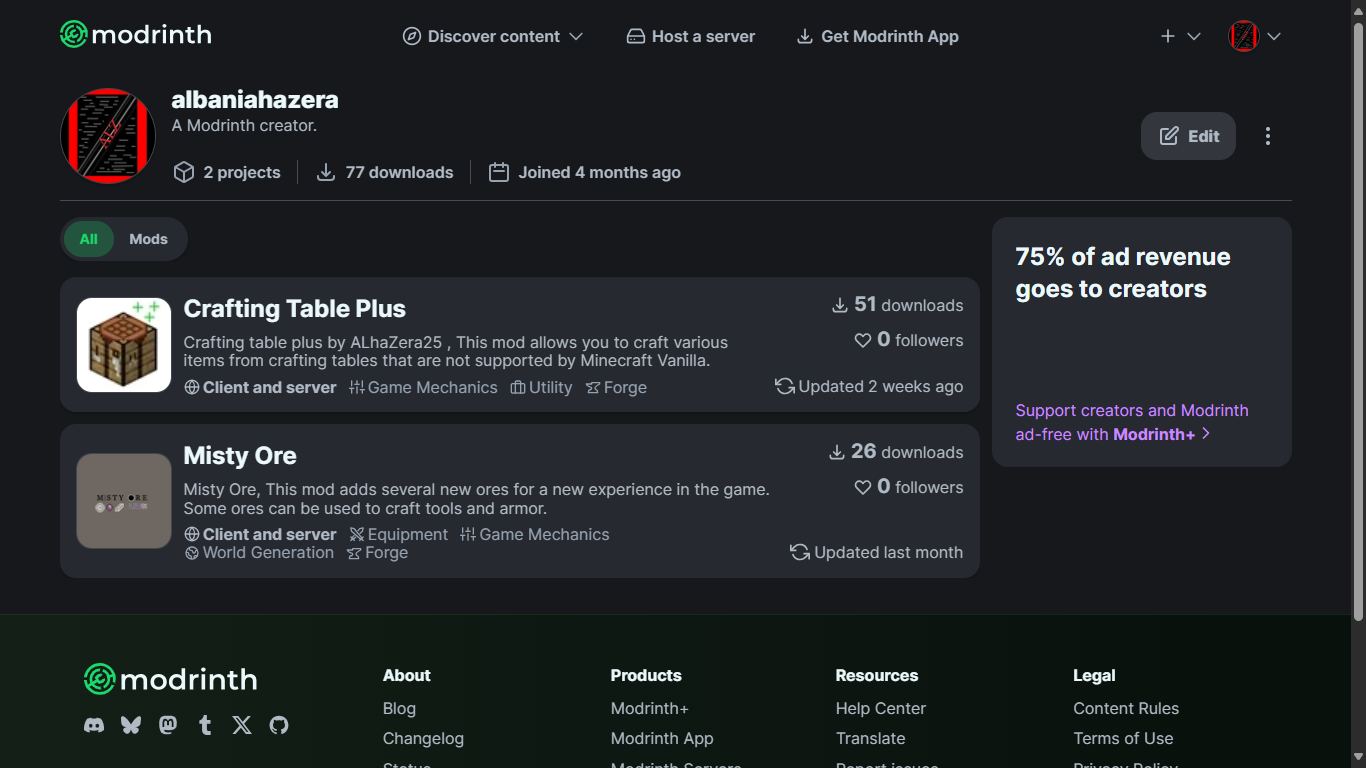 modrinth
Discover content
Host a server
Get Modrinth App
albaniahazera
A Modrinth creator.
2 projects
77 downloads
Joined 4 months ago
Edit
All
Mods
Crafting Table Plus
51 downloads
Crafting table plus by ALhaZera25 , This mod allows you to craft various
items from crafting tables that are not supported by Minecraft Vanilla.
0 followers
Client and server Game Mechanics Utility Forge
Updated 2 weeks ago
MISTY ORE
Misty Ore
26 downloads
Misty Ore, This mod adds several new ores for a new experience in the game.
Some ores can be used to craft tools and armor.
0 followers
Client and server Equipment Game Mechanics
World Generation Forge
Updated last month
75% of ad revenue
goes to creators
Support creators and Modrinth
ad-free with Modrinth+
modrinth
About
Blog
Changelog
Status
Products
Modrinth+
Modrinth App
Modrinth Servers
Resources
Help Center
Translate
Report issues
Legal
Content Rules
Terms of Use
Privacy Policy